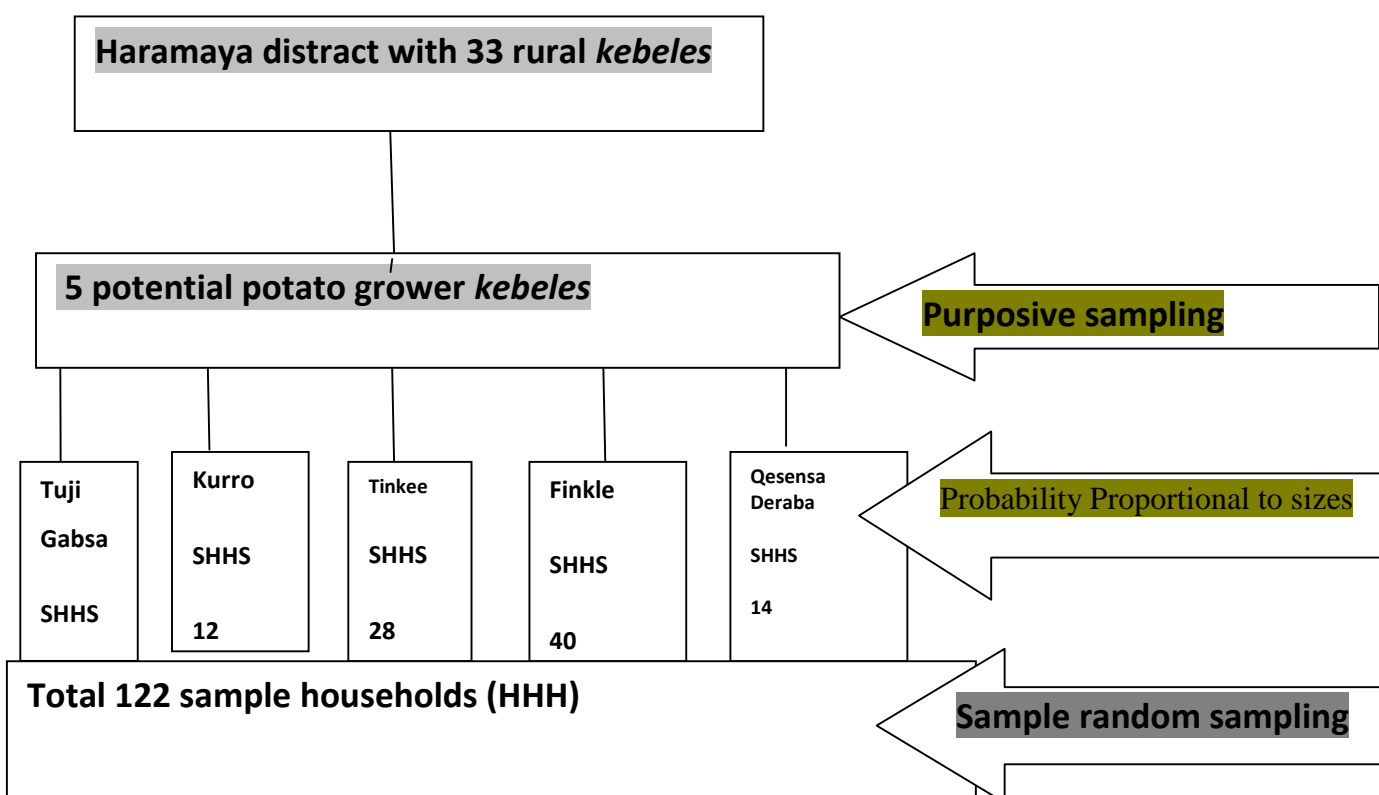 Haramaya distract with 33 rural kebeles
5 potential potato grower kebeles
Purposive sampling
Tuji
Gabsa
SHHS
Kurro
SHHS
12
Tinkee
SHHS
28
Finkle
SHHS
40
Qesensa
Deraba
SHHS
14
Probability Proportional to sizes
Total 122 sample households (HHH)
Sample random sampling